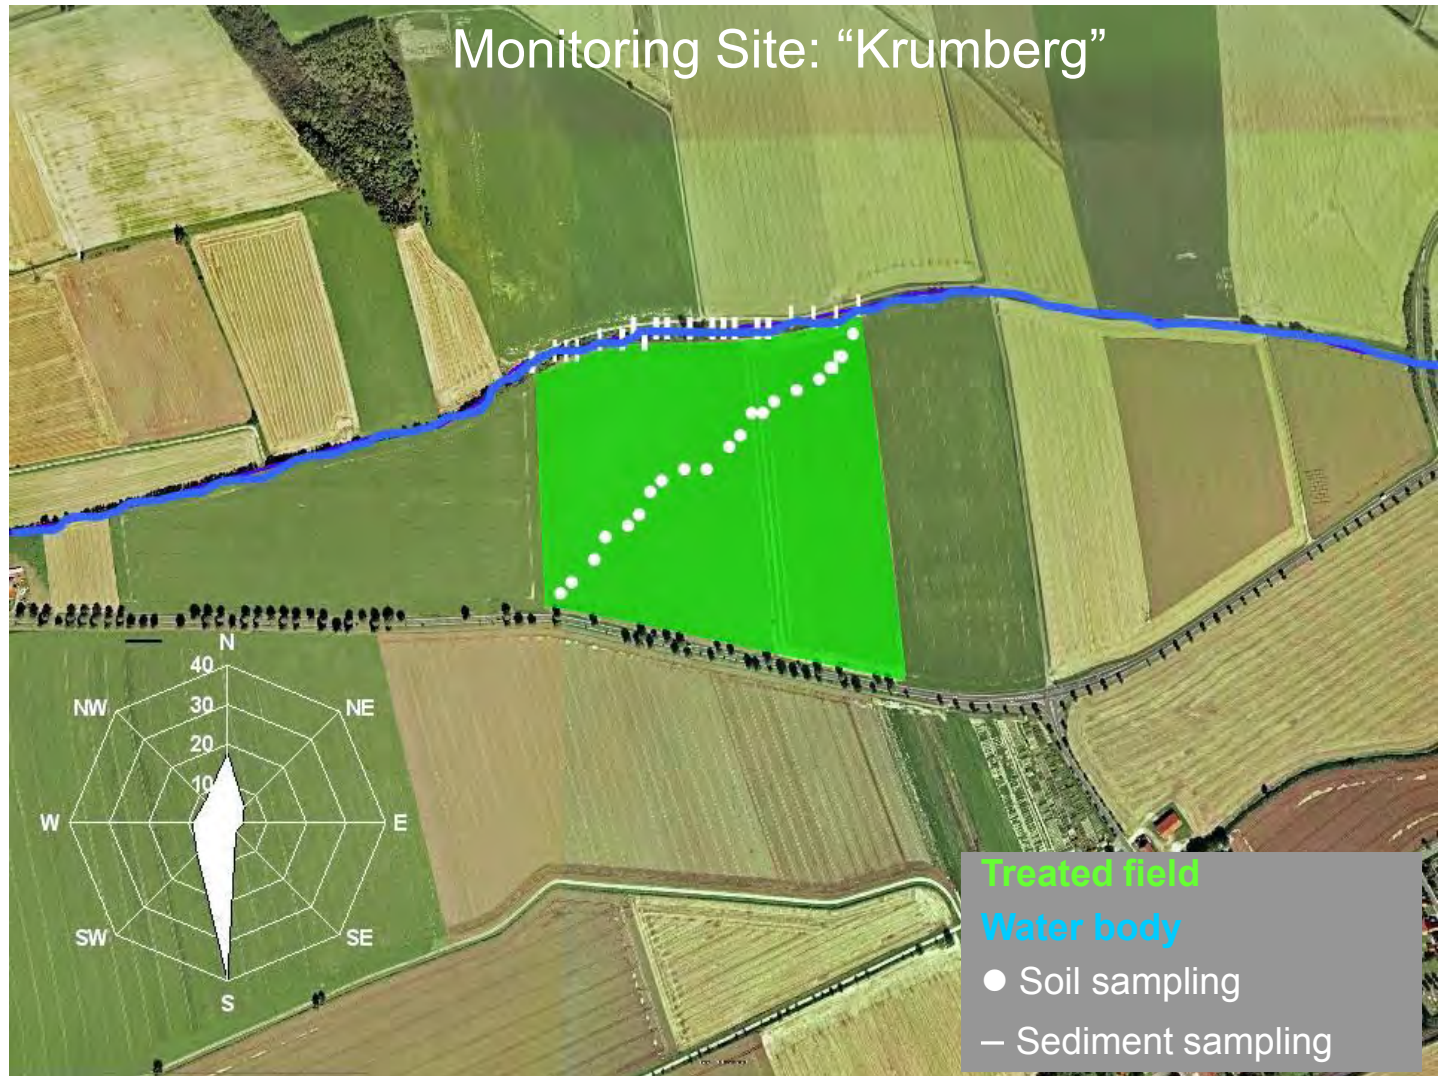 Monitoring Site: “Krumberg”
N
40
30
20
10
NW
NE
W
E
SW
SE
S
Treated field
Water body
● Soil sampling
– Sediment sampling